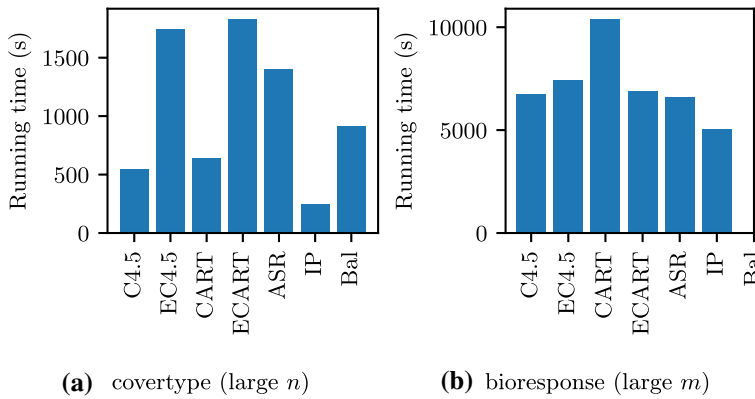 Running time (s)
1500
1000
500
0
C4.5
EC4.5
CART
ECART
ASR
IP
Bal
(a) covertype (large n)
Running time (s)
10000
5000
0
C4.5
EC4.5
CART
ECART
ASR
IP
Bal
(b) bioresponse (large m)